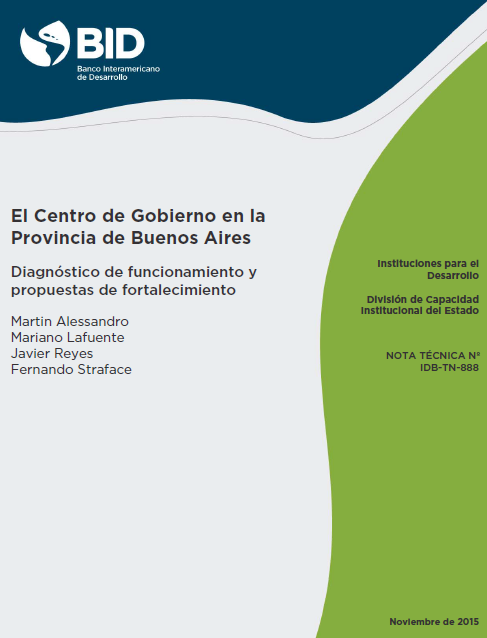 BID
Banco Interamericano
de Desarrollo
El Centro de Gobierno en la
Provincia de Buenos Aires
Diagnóstico de funcionamiento y
propuestas de fortalecimiento
Martin Alessandro
Mariano Lafuente
Javier Reyes
Fernando Straface
Instituciones para el
Desarrollo
División de Capacidad
Institucional del Estado
NOTA TÉCNICA Nº
IDB-TN-888
Noviembre de 2015